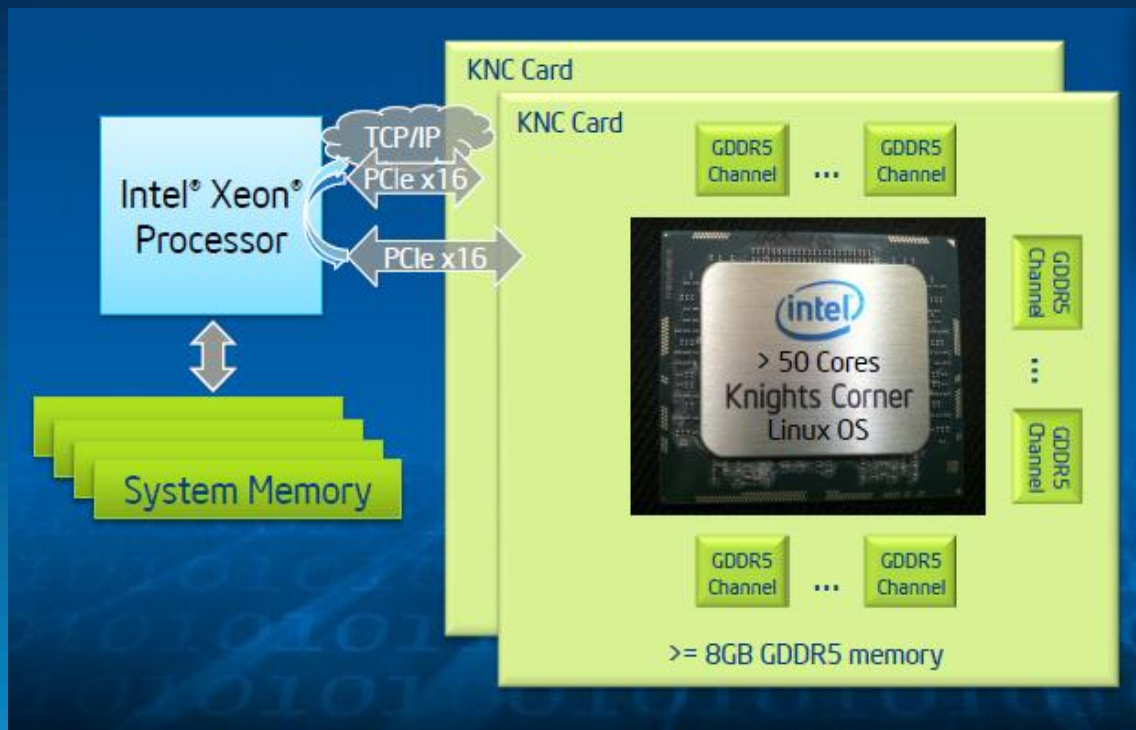 KNC Card
KNC Card
TCP/IP
PCIe x16
PCIe x16
Intel® Xeon®
Processor
System Memory
GDDR5
Channel
...
GDDR5
Channel
GDDR5
Channel
...
GDDR5
Channel
intel
> 50 Cores
Knights Corner
Linux OS
GDDR5
Channel
...
GDDR5
Channel
>= 8GB GDDR5 memory